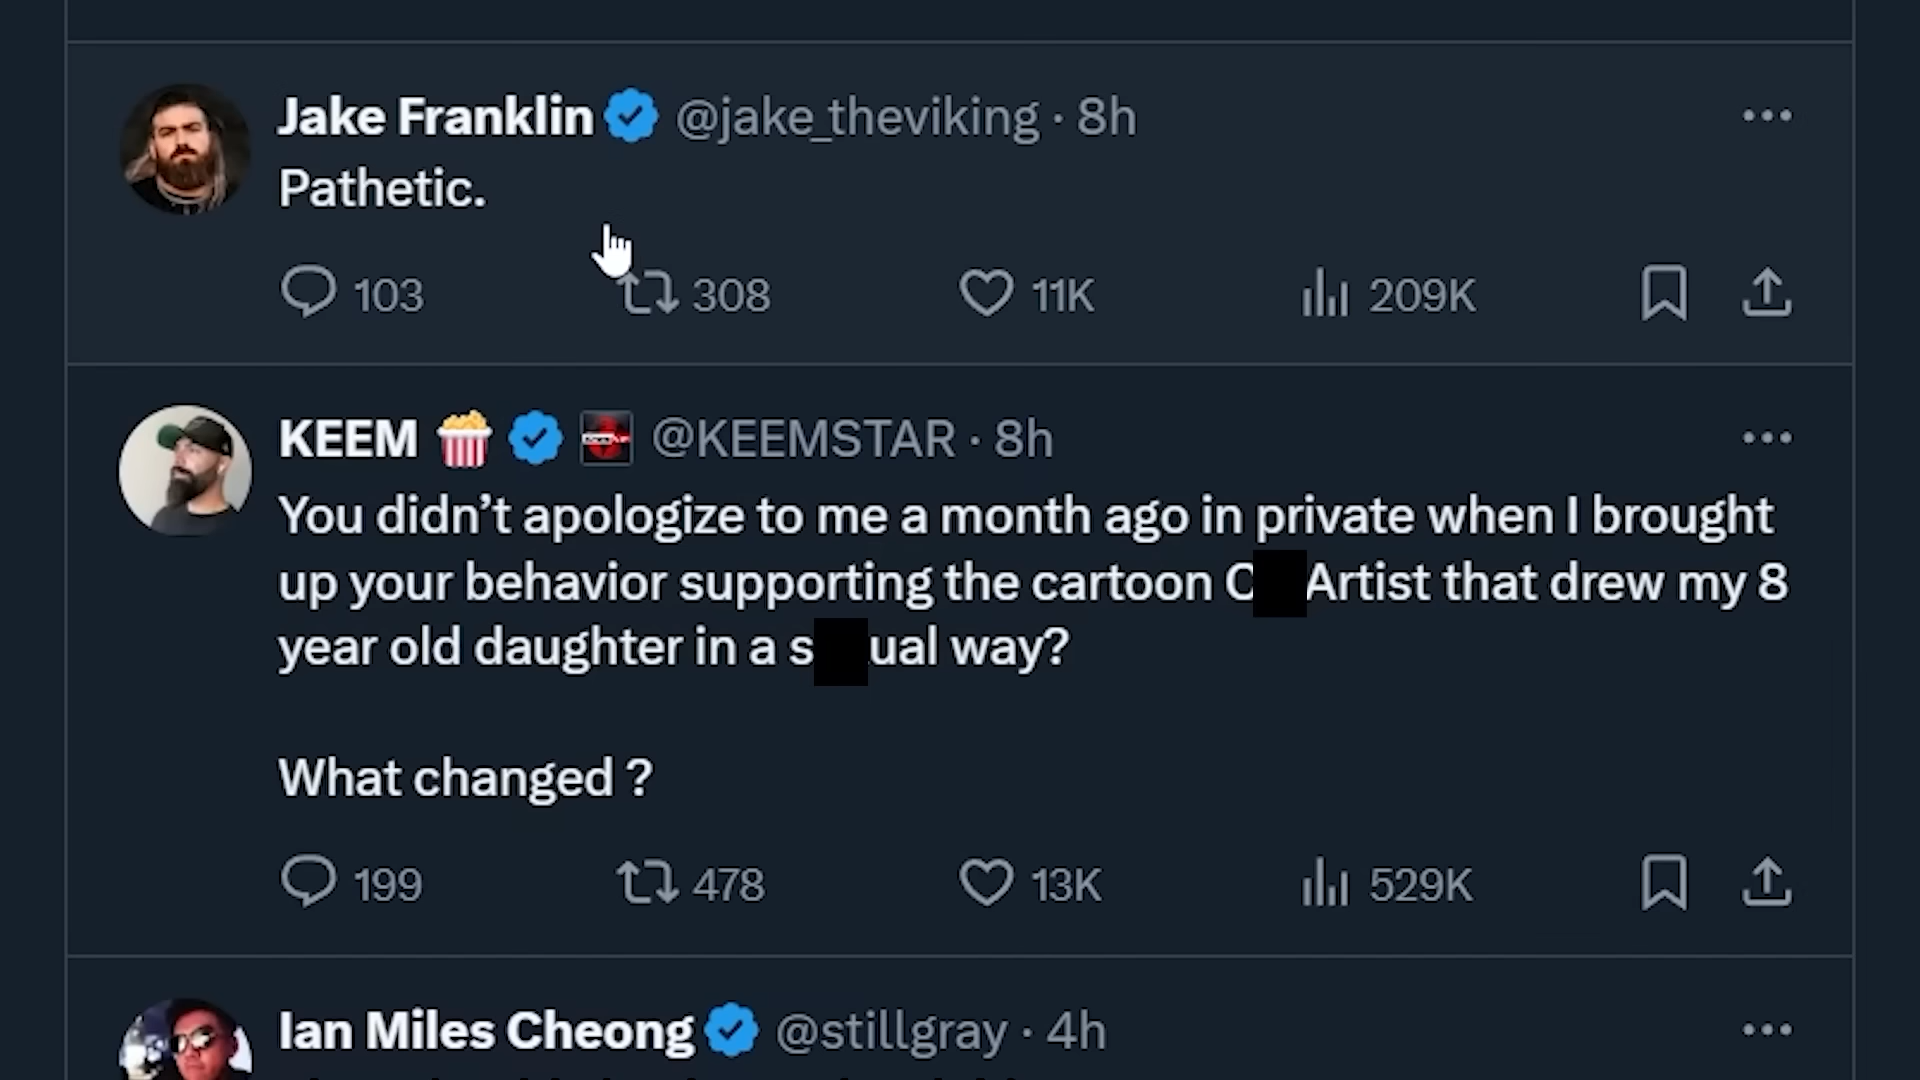 Jake Franklin @jake_theviking · 8h
Pathetic.
103 308 11K 209K
KEEM @KEEMSTAR · 8h
You didn’t apologize to me a month ago in private when I brought
up your behavior supporting the cartoon C Artist that drew my 8
year old daughter in a s ual way?
What changed ?
199 478 13K 529K
Ian Miles Cheong @stillgray · 4h